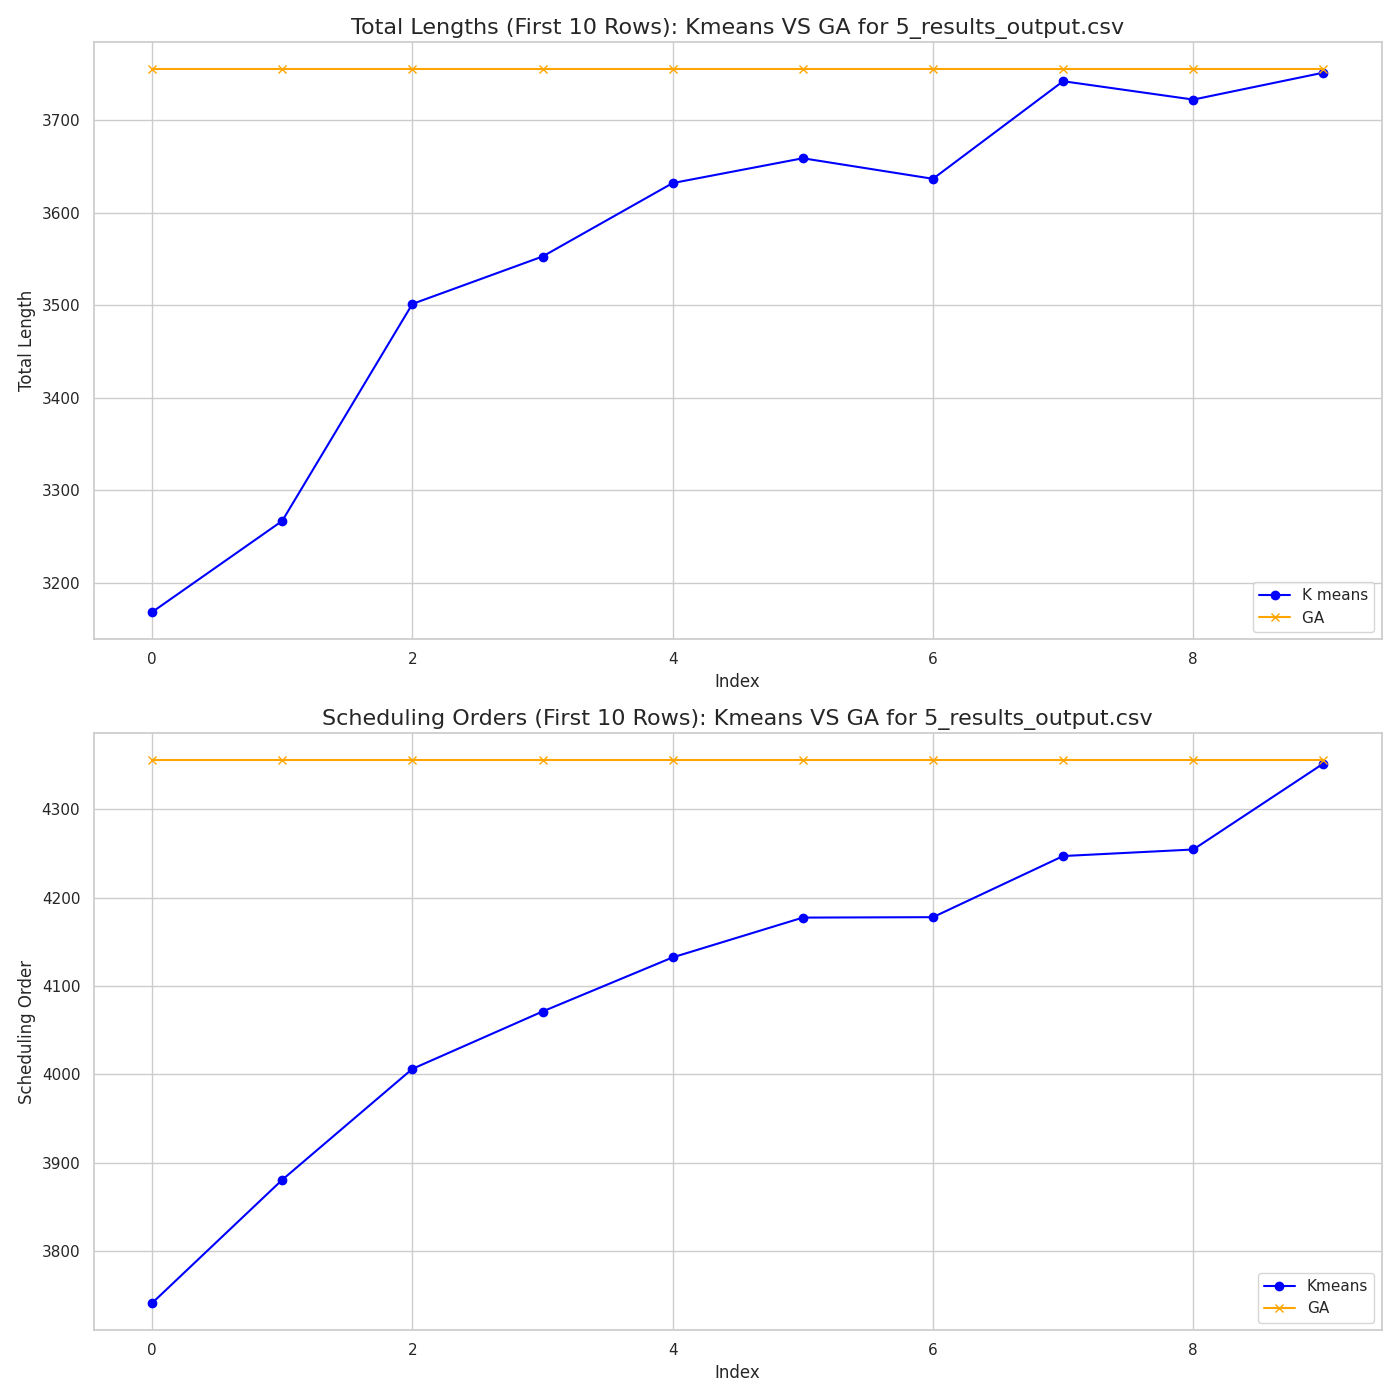 Total Lengths (First 10 Rows): Kmeans VS GA for 5_results_output.csv
Total Length
3700
3600
3500
3400
3300
3200
K means
GA
0 2 4 6 8
Index
Scheduling Orders (First 10 Rows): Kmeans VS GA for 5_results_output.csv
Scheduling Order
4300
4200
4100
4000
3900
3800
Kmeans
GA
0 2 4 6 8
Index